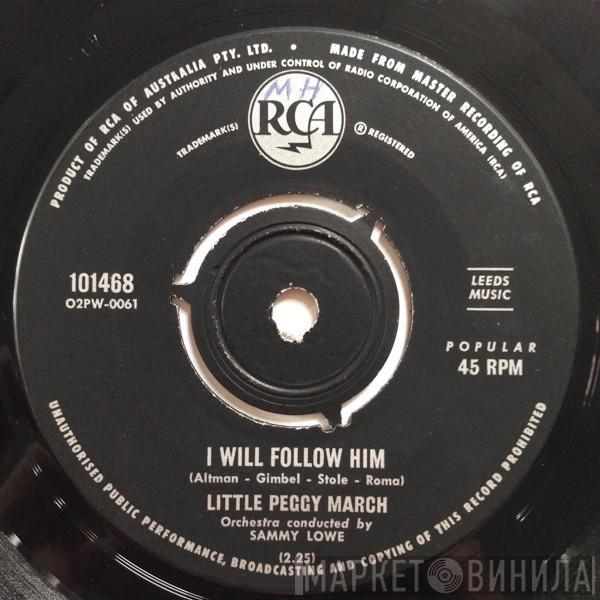 PRODUCT OF RCA OF AUSTRALIA PTY. LTD. • MADE FROM MASTER RECORDING OF RCA
TRADEMARK(S) USED BY AUTHORITY AND UNDER CONTROL OF RADIO CORPORATION OF AMERICA (RCA)
MH
TRADEMARK(S) RCA ® REGISTERED
101468
O2PW-0061
LEEDS
MUSIC
POPULAR
45 RPM
I WILL FOLLOW HIM
(Altman - Gimbel - Stole - Roma)
LITTLE PEGGY MARCH
Orchestra conducted by
SAMMY LOWE
(2.25)
UNAUTHORISED PUBLIC PERFORMANCE, BROADCASTING AND COPYING OF THIS RECORD PROHIBITED
МАРКЕТ ВИНИЛА